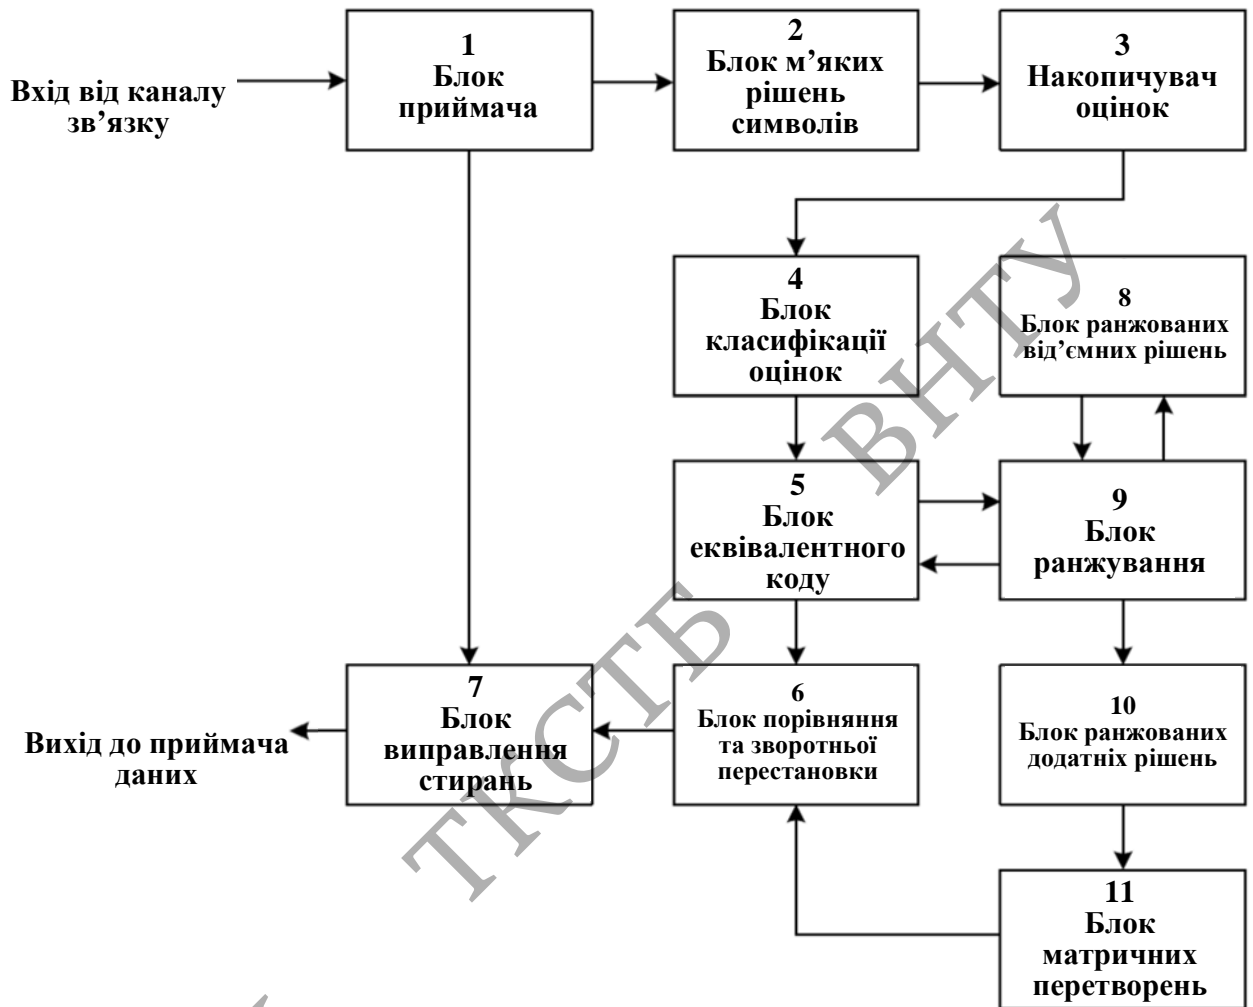 Вхід від каналу
зв’язку
1
Блок
приймача
2
Блок м’яких
рішень
символів
3
Накопичувач
оцінок
4
Блок
класифікації
оцінок
8
Блок ранжованих
від’ємних рішень
5
Блок
еквівалентного
коду
9
Блок
ранжування
Вихід до приймача
даних
7
Блок
виправлення
стирань
6
Блок порівняння
та зворотньої
перестановки
10
Блок ранжованих
додатніх рішень
11
Блок
матричних
перетворень
ТКСТБ ВНТУ